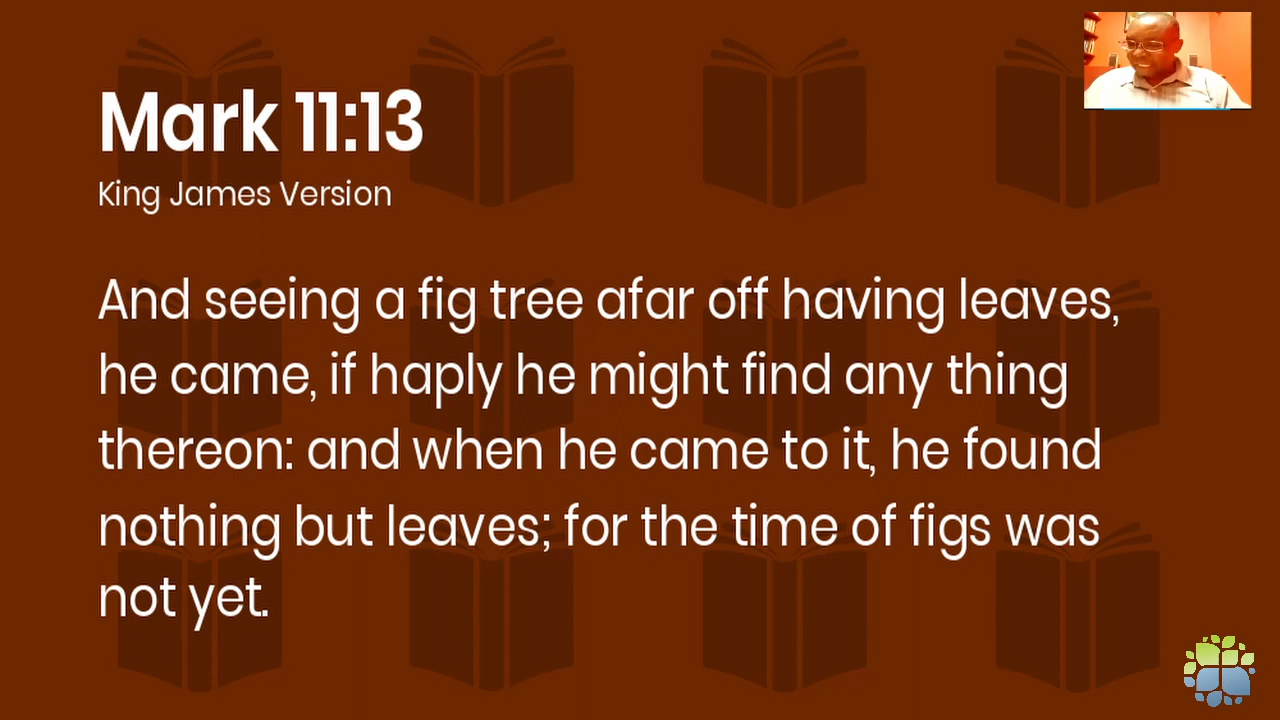 Mark 11:13
King James Version
And seeing a fig tree afar off having leaves,
he came, if haply he might find any thing
thereon: and when he came to it, he found
nothing but leaves; for the time of figs was
not yet.